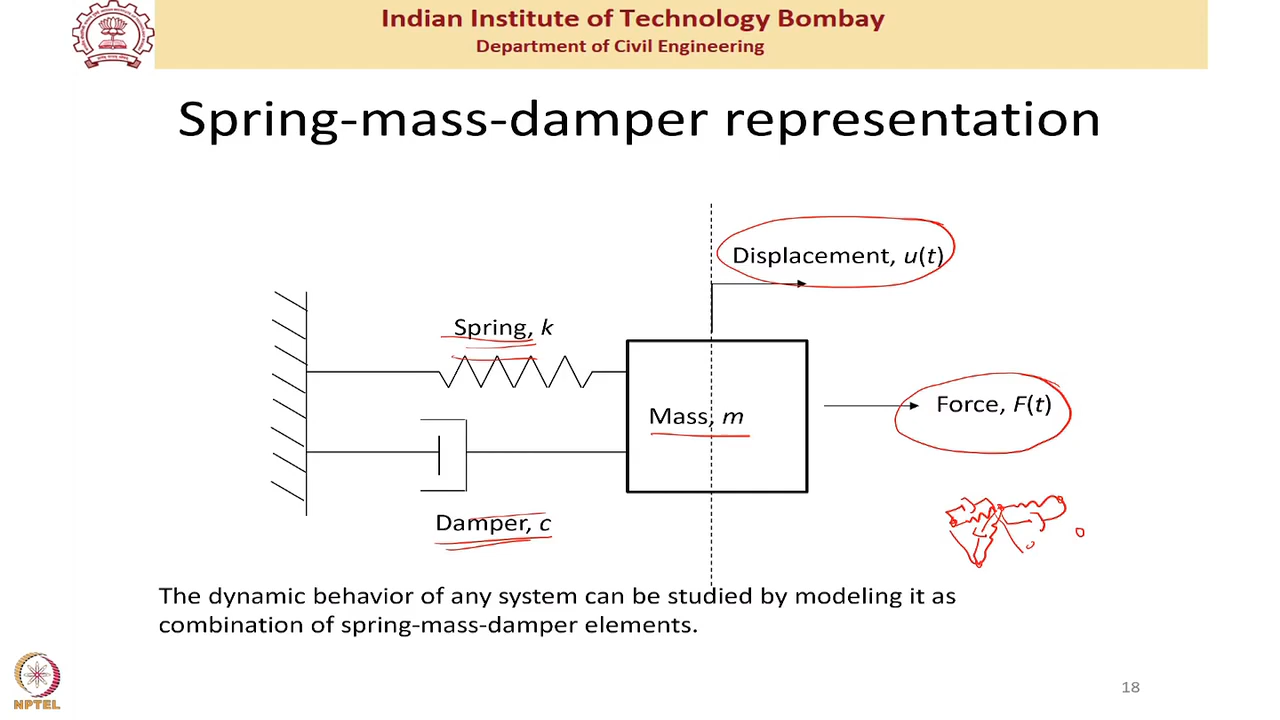 Indian Institute of Technology Bombay
Department of Civil Engineering
Spring-mass-damper representation
Displacement, u(t)
Spring, k
Force, F(t)
Mass, m
Damper, c
The dynamic behavior of any system can be studied by modeling it as
combination of spring-mass-damper elements.
18
NPTEL